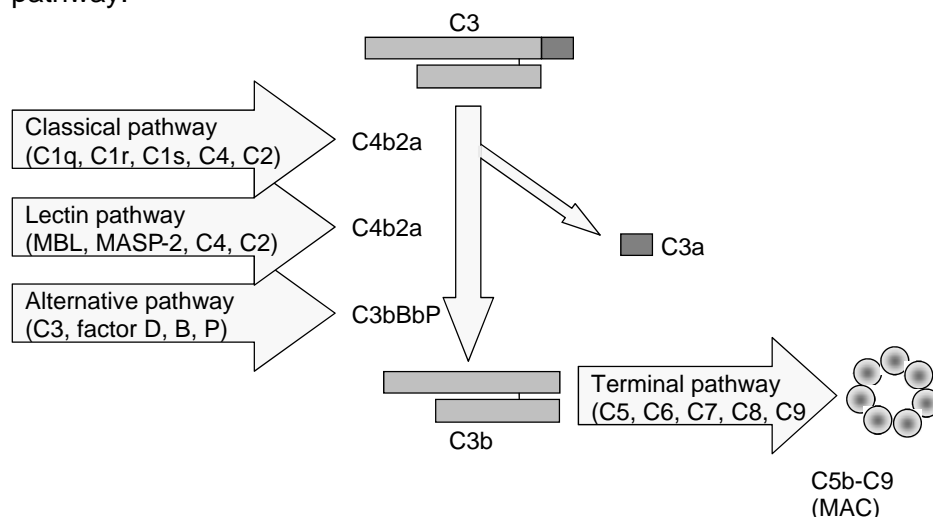 pathway.
C3
Classical pathway
(C1q, C1r, C1s, C4, C2)
C4b2a
Lectin pathway
(MBL, MASP-2, C4, C2)
C4b2a
C3a
Alternative pathway
(C3, factor D, B, P)
C3bBbP
Terminal pathway
(C5, C6, C7, C8, C9
C3b
C5b-C9
(MAC)